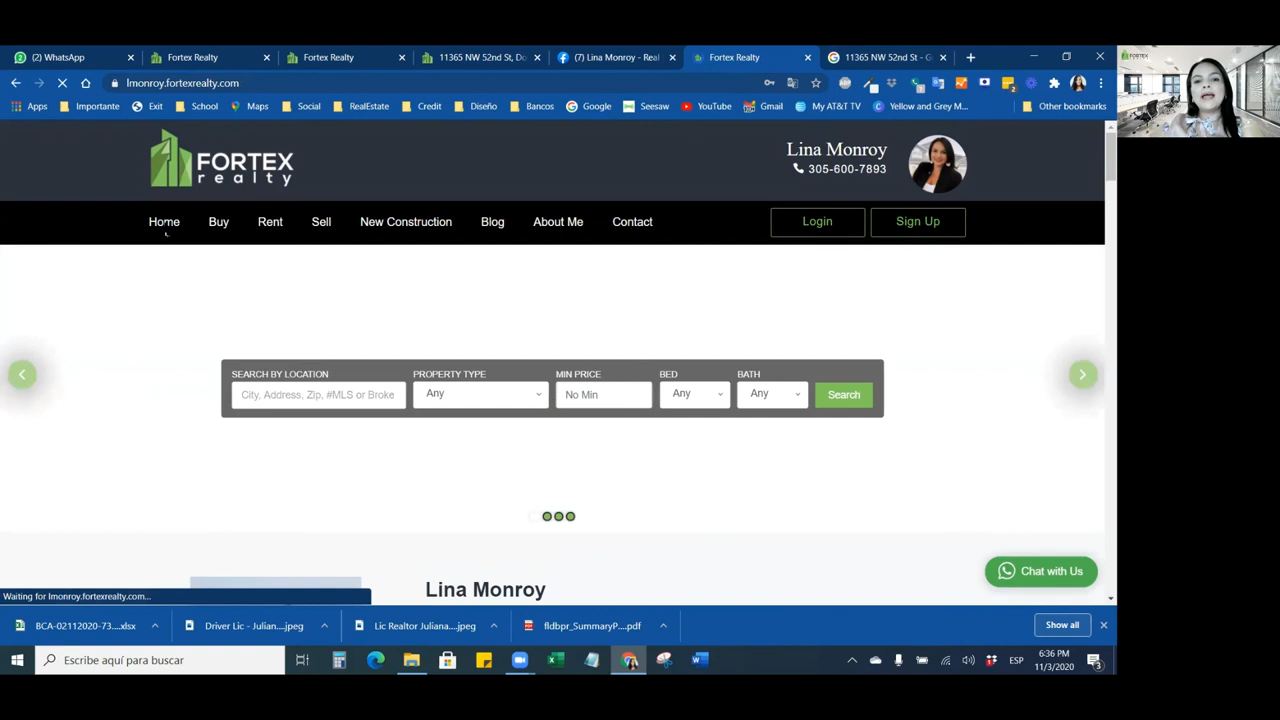 (2) WhatsApp
Fortex Realty
Fortex Realty
11365 NW 52nd St, Do
(7) Lina Monroy - Real
Fortex Realty
11365 NW 52nd St - G
lmonroy.fortexrealty.com
Apps
Importante
Exit
School
Maps
Social
RealEstate
Credit
Diseño
Bancos
Google
Seesaw
YouTube
Gmail
My AT&T TV
Yellow and Grey M...
Other bookmarks
FORTEX
realty
Lina Monroy
305-600-7893
Home
Buy
Rent
Sell
New Construction
Blog
About Me
Contact
Login
Sign Up
SEARCH BY LOCATION
PROPERTY TYPE
MIN PRICE
BED
BATH
City, Address, Zip, #MLS or Broke
Any
No Min
Any
Any
Search
Lina Monroy
Chat with Us
Waiting for lmonroy.fortexrealty.com...
BCA-02112020-73....xlsx
Driver Lic - Julian....jpeg
Lic Realtor Juliana....jpeg
fldbpr_SummaryP....pdf
Show all
Escribe aquí para buscar
ESP
6:36 PM
11/3/2020
3
FORTEX